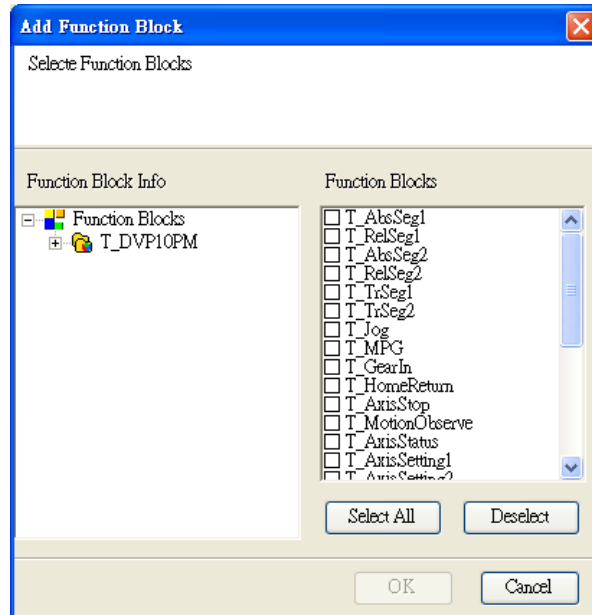 Add Function Block
Selecte Function Blocks
Function Block Info
Function Blocks
T_DVP10PM
Function Blocks
T_AbsSeg1
T_RelSeg1
T_AbsSeg2
T_RelSeg2
T_TrSeg1
T_TrSeg2
T_Jog
T_MPG
T_GearIn
T_HomeReturn
T_AxisStop
T_MotionObserve
T_AxisStatus
T_AxisSetting1
T_AxisSetting2
Select All
Deselect
OK
Cancel